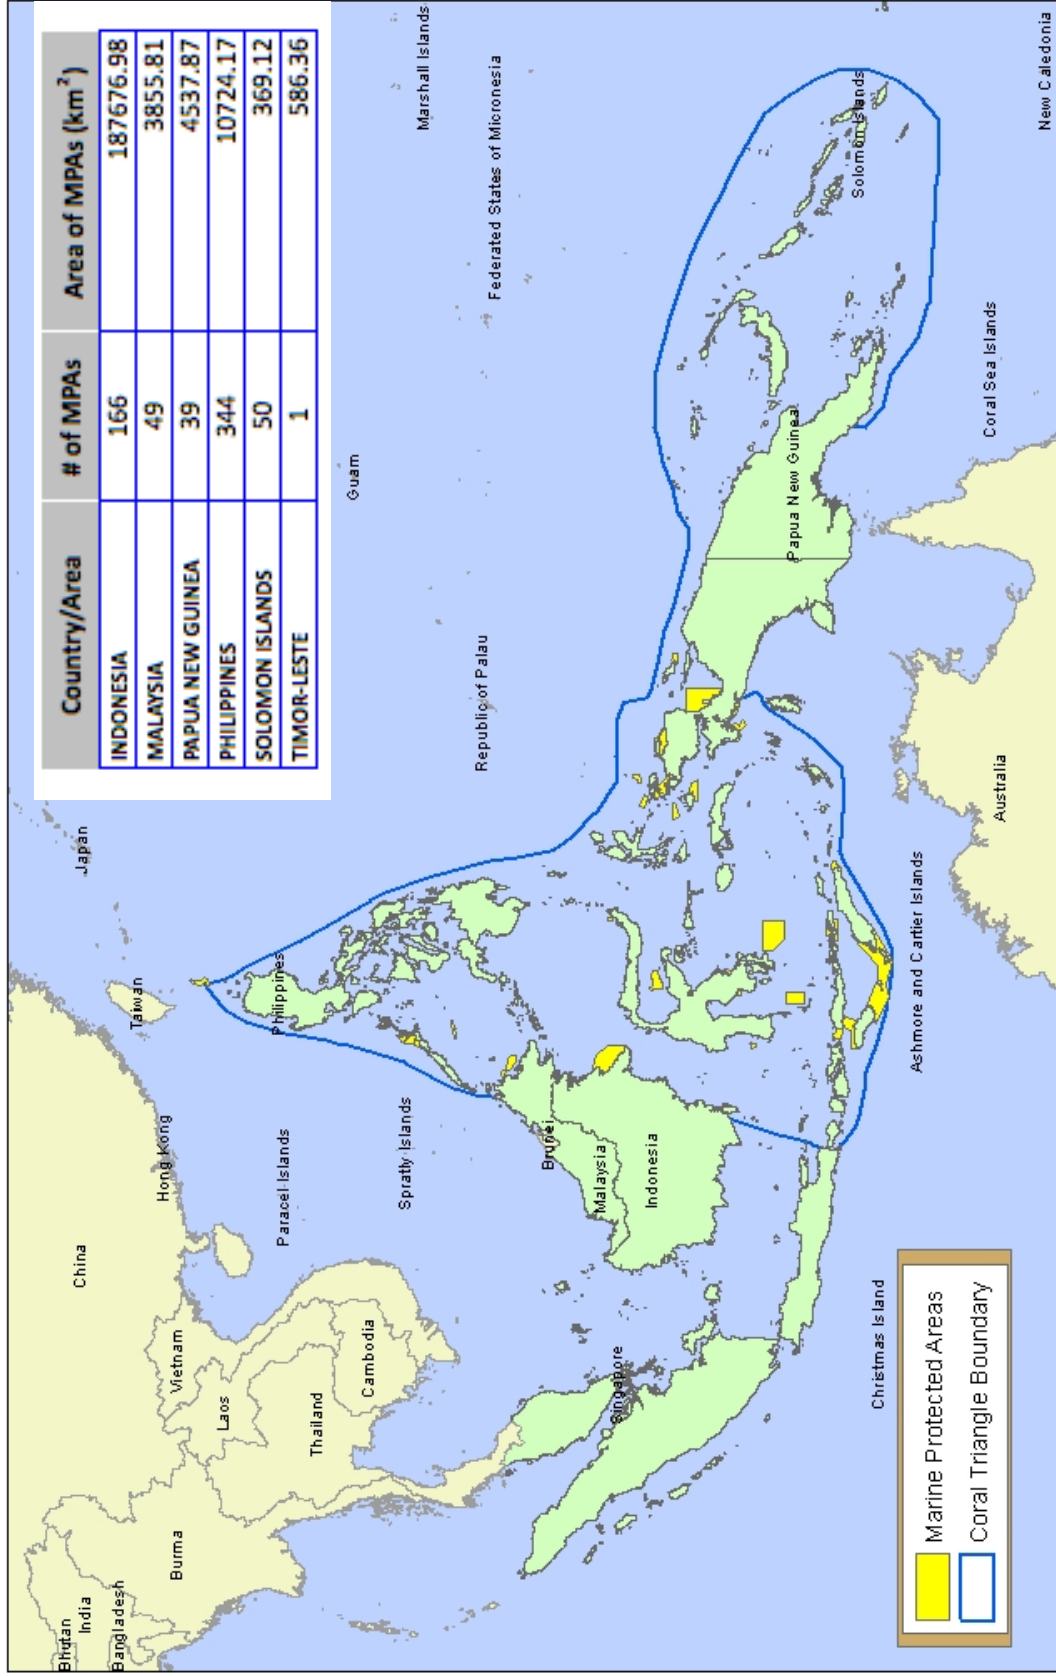 Country/Area # of MPAs Area of MPAs (km²)
INDONESIA 166 187676.98
MALAYSIA 49 3855.81
PAPUA NEW GUINEA 39 4537.87
PHILIPPINES 344 10724.17
SOLOMON ISLANDS 50 369.12
TIMOR-LESTE 1 586.36
Bhutan
India
Bangladesh
Burma
China
Vietnam
Laos
Thailand
Cambodia
Hong Kong
Taiwan
Japan
Paracel Islands
Philippines
Spratly Islands
Guam
Marshall Islands
Republic of Palau
Federated States of Micronesia
Brunei
Malaysia
Indonesia
Singapore
Papua New Guinea
Solomon Islands
Christmas Island
Ashmore and Cartier Islands
Australia
Coral Sea Islands
New Caledonia
Marine Protected Areas
Coral Triangle Boundary